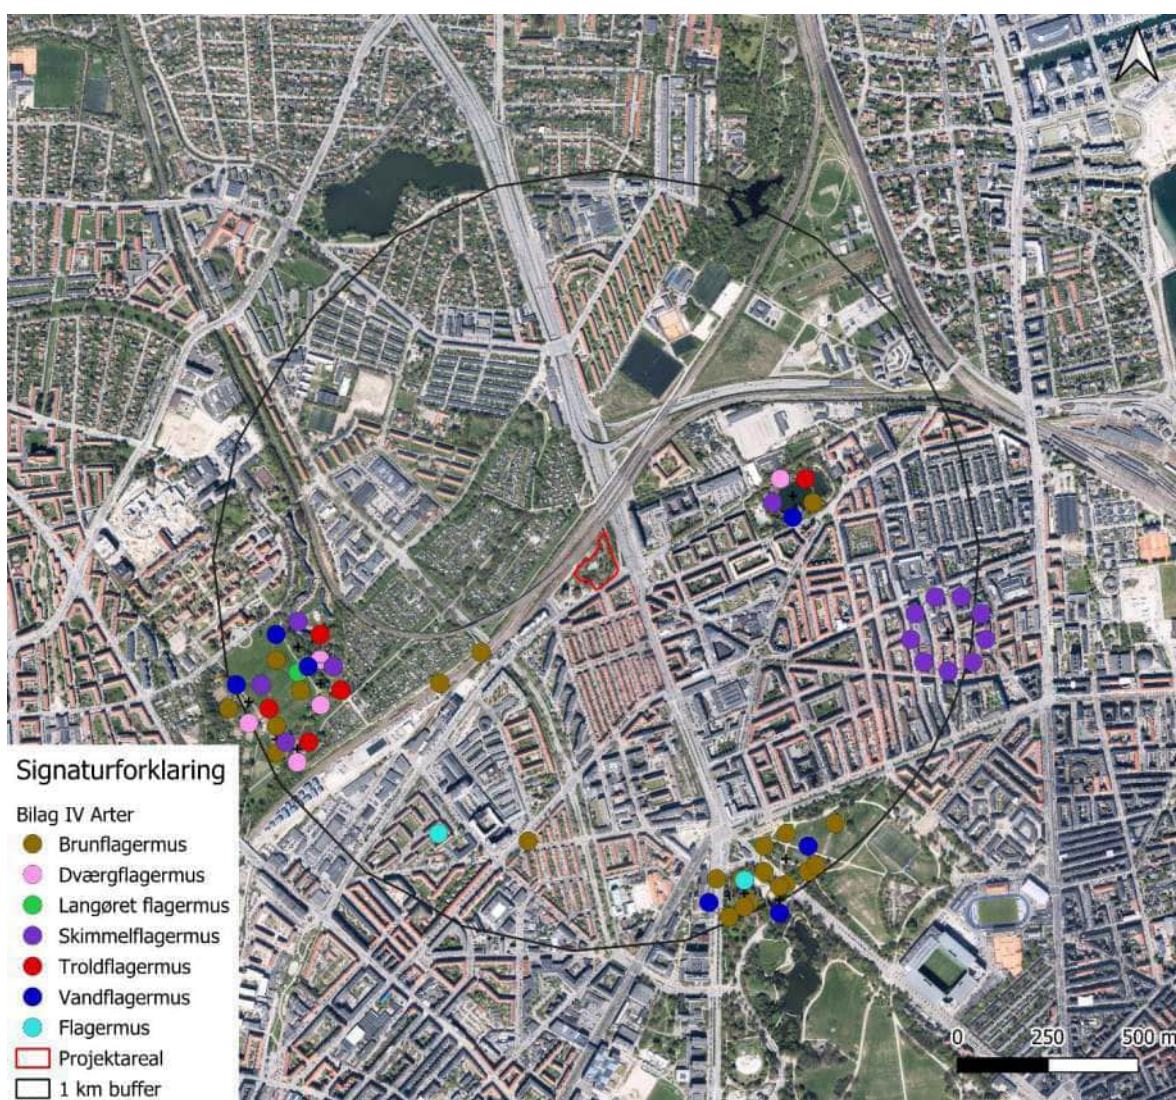 Signaturforklaring
Bilag IV Arter
Brunflagermus
Dværgflagermus
Langøret flagermus
Skimmelflagermus
Troldflagermus
Vandflagermus
Flagermus
Projektareal
1 km buffer
0 250 500 m